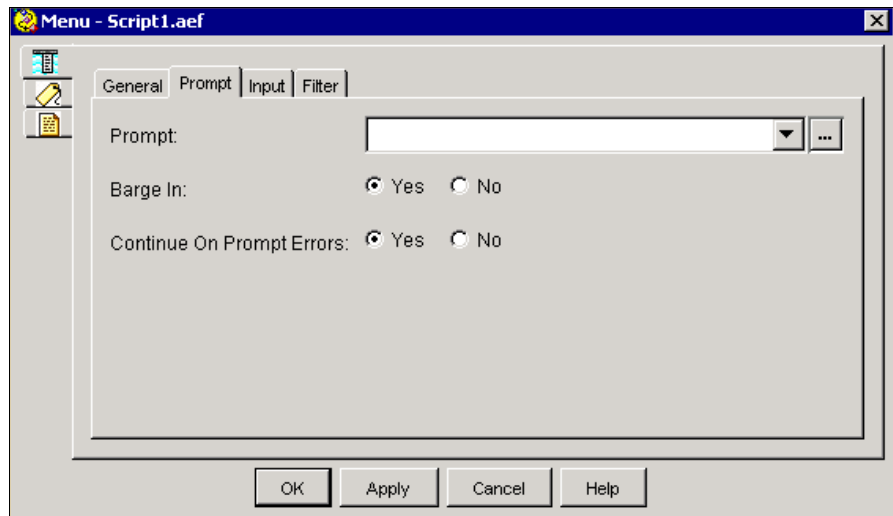 Menu - Script1.aef
General Prompt Input Filter
Prompt: ...
Barge In: Yes No
Continue On Prompt Errors: Yes No
OK Apply Cancel Help